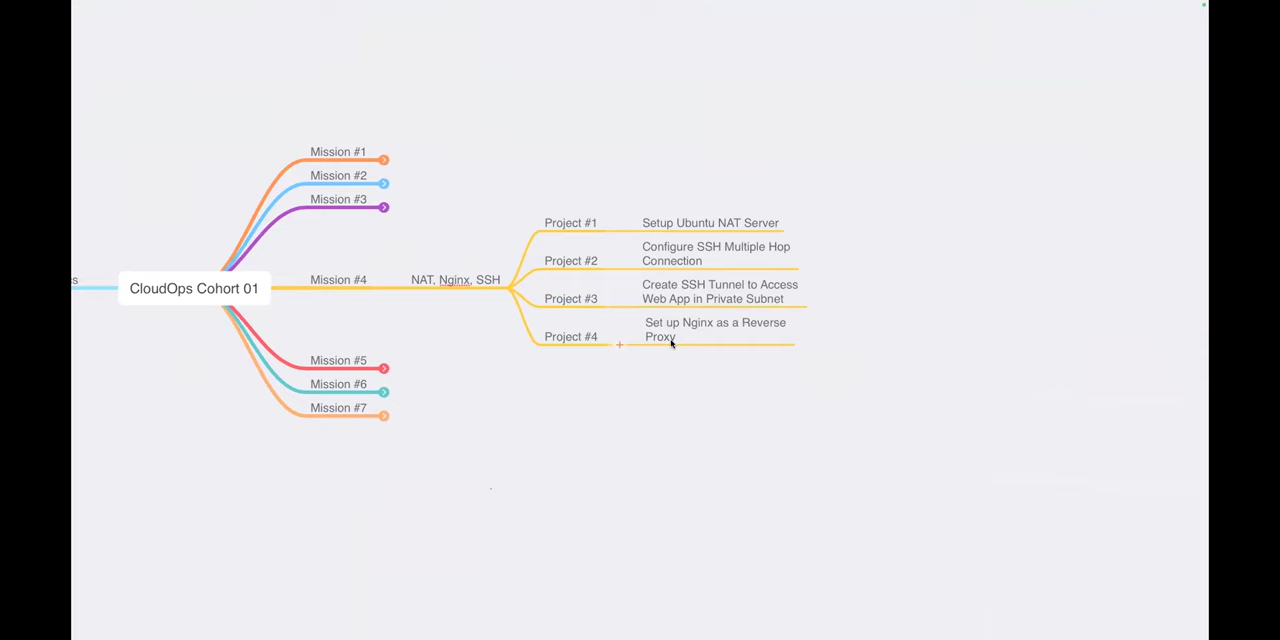 Mission #1
Mission #2
Mission #3
s
CloudOps Cohort 01
Mission #4
NAT, Nginx, SSH
Project #1
Setup Ubuntu NAT Server
Project #2
Configure SSH Multiple Hop
Connection
Project #3
Create SSH Tunnel to Access
Web App in Private Subnet
Project #4
Set up Nginx as a Reverse
Proxy
Mission #5
Mission #6
Mission #7